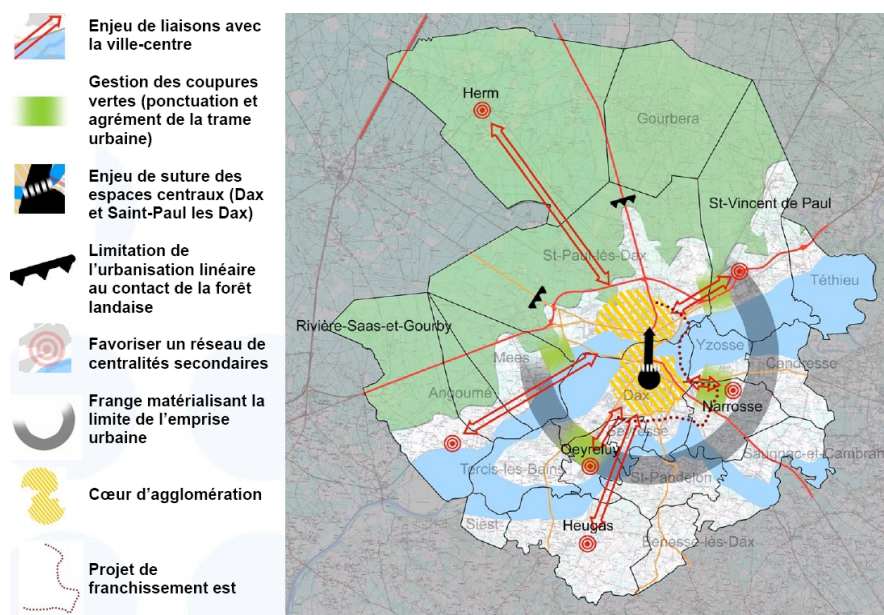 Enjeu de liaisons avec
la ville-centre
Gestion des coupures
vertes (ponctuation et
agrément de la trame
urbaine)
Enjeu de suture des
espaces centraux (Dax
et Saint-Paul les Dax)
Limitation de
l'urbanisation linéaire
au contact de la forêt
landaise
Favoriser un réseau de
centralités secondaires
Frange matérialisant la
limite de l'emprise
urbaine
Cœur d'agglomération
Projet de
franchissement est
Herm
Gourbera
St-Vincent de Paul
St-Paul-lès-Dax
Téthieu
Rivière-Saas-et-Gourby
Yzosse
Mées
Candresse
Angoumé
Dax
Narrosse
Seyresse
Oeyreluy
Saugnac-et-Cambran
Tercis-les-Bains
St-Pandelon
Siest
Heugas
Bénesse-lès-Dax